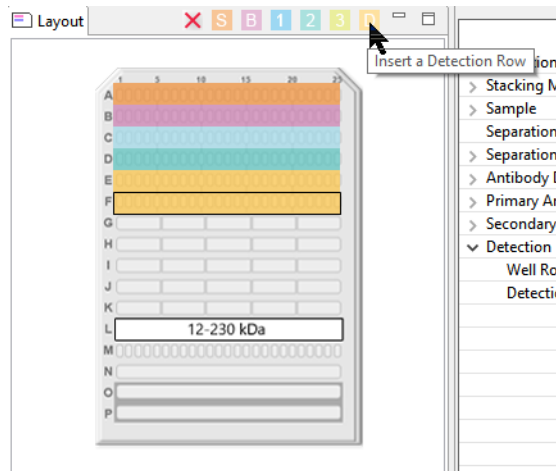 Layout
S B 1 2 3 D
Insert a Detection Row
1 5 10 15 20 25
A
B
C
D
E
F
G
H
I
J
K
L 12-230 kDa
M
N
O
P
Stacking M
Sample
Separation
Separation
Antibody
Primary A
Secondary
Detection
Well Ro
Detecti